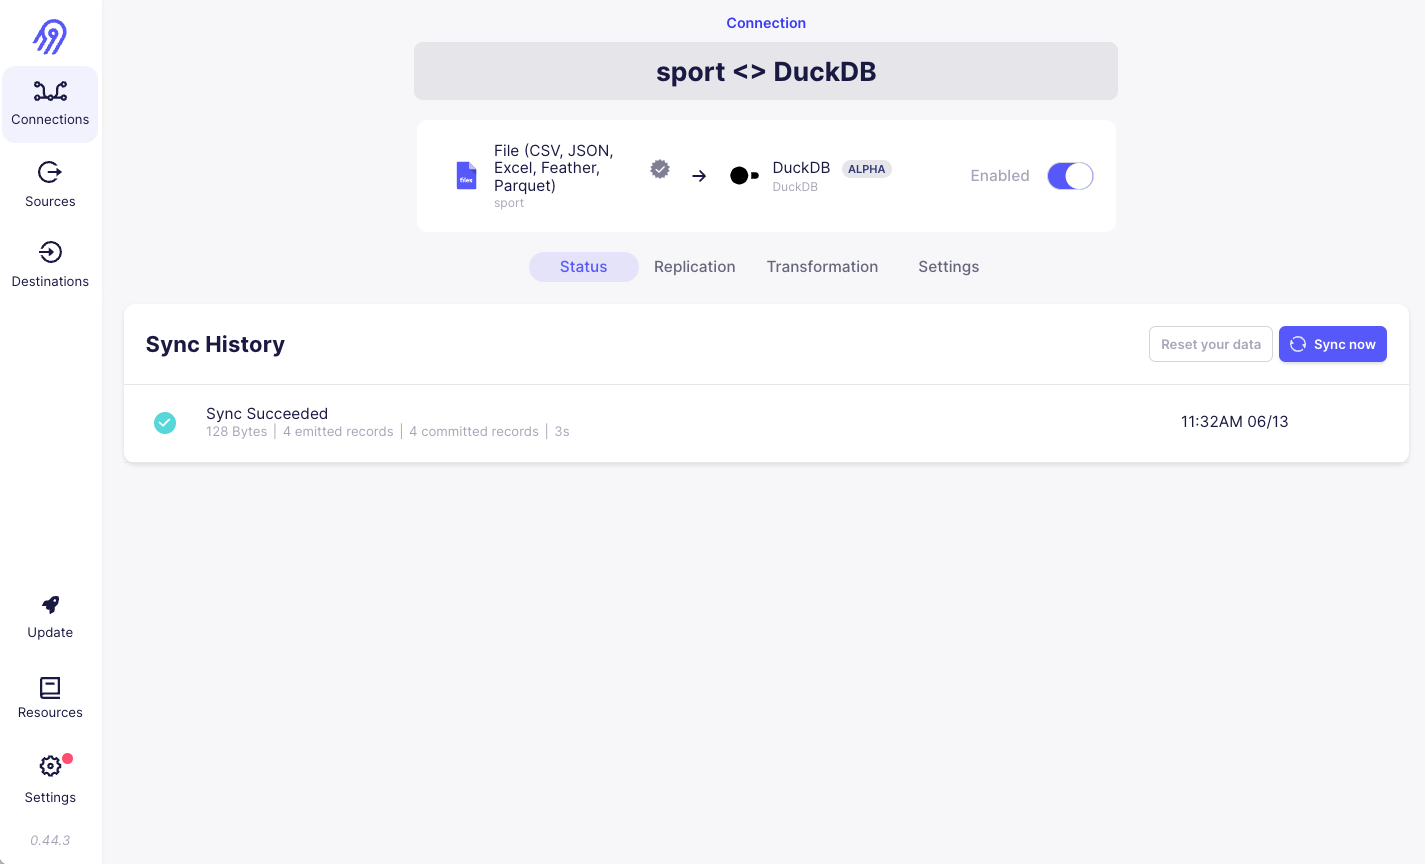 Connections
Sources
Destinations
Update
Resources
Settings
0.44.3
Connection
sport <> DuckDB
files
File (CSV, JSON,
Excel, Feather,
Parquet)
sport
DuckDB ALPHA
DuckDB
Enabled
Status Replication Transformation Settings
Sync History
Reset your data
Sync now
Sync Succeeded
128 Bytes | 4 emitted records | 4 committed records | 3s
11:32AM 06/13